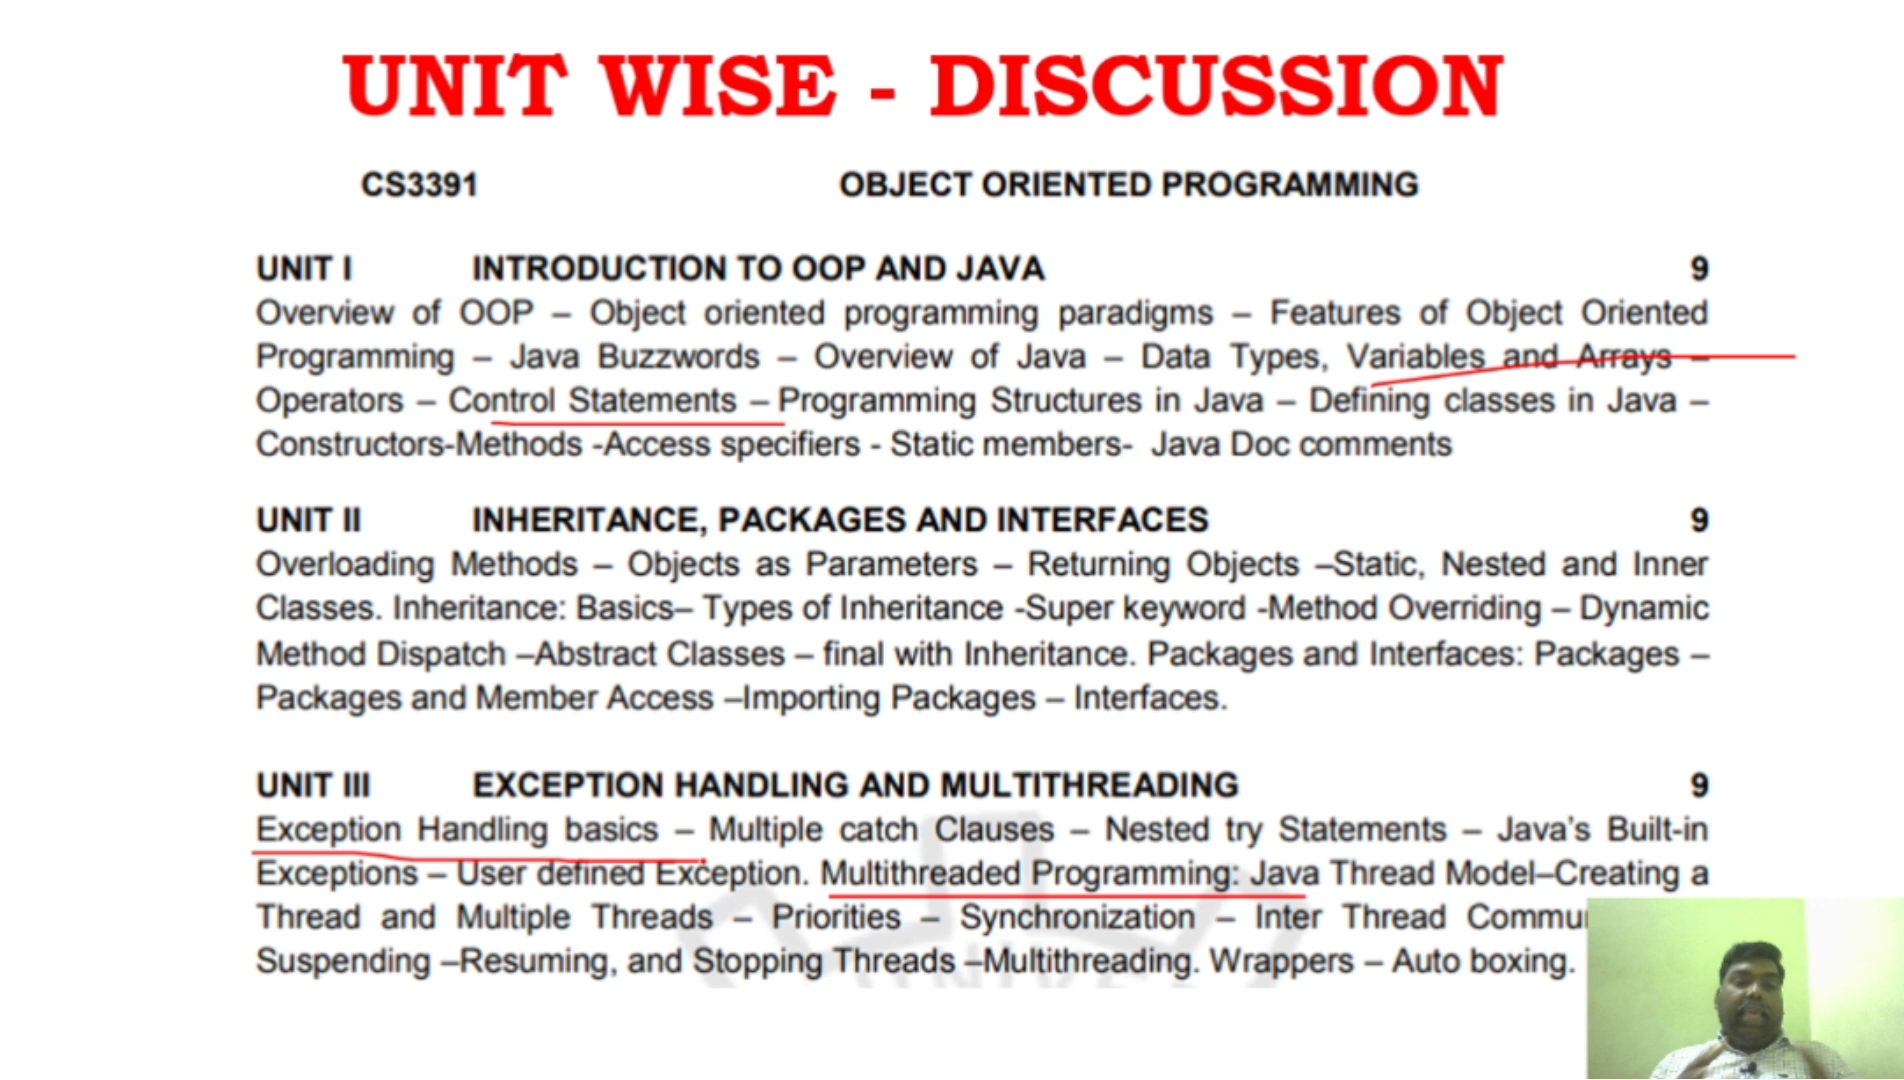 UNIT WISE - DISCUSSION
CS3391 OBJECT ORIENTED PROGRAMMING
UNIT I INTRODUCTION TO OOP AND JAVA 9
Overview of OOP – Object oriented programming paradigms – Features of Object Oriented
Programming – Java Buzzwords – Overview of Java – Data Types, Variables and Arrays –
Operators – Control Statements – Programming Structures in Java – Defining classes in Java –
Constructors-Methods -Access specifiers - Static members- Java Doc comments
UNIT II INHERITANCE, PACKAGES AND INTERFACES 9
Overloading Methods – Objects as Parameters – Returning Objects –Static, Nested and Inner
Classes. Inheritance: Basics– Types of Inheritance -Super keyword -Method Overriding – Dynamic
Method Dispatch –Abstract Classes – final with Inheritance. Packages and Interfaces: Packages –
Packages and Member Access –Importing Packages – Interfaces.
UNIT III EXCEPTION HANDLING AND MULTITHREADING 9
Exception Handling basics – Multiple catch Clauses – Nested try Statements – Java's Built-in
Exceptions – User defined Exception. Multithreaded Programming: Java Thread Model–Creating a
Thread and Multiple Threads – Priorities – Synchronization – Inter Thread
Suspending –Resuming, and Stopping Threads –Multithreading. Wrappers – Auto boxing.